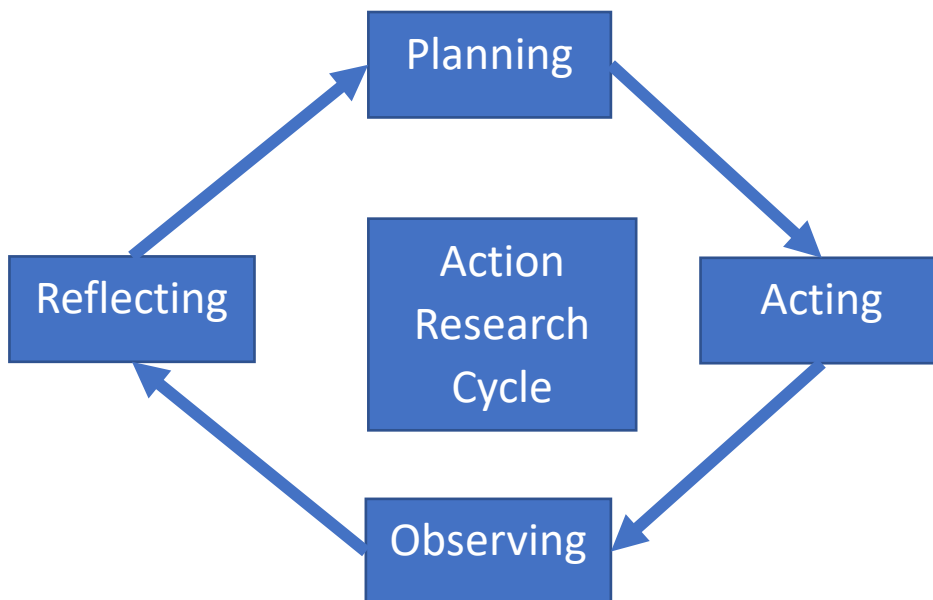 Planning
Action
Research
Cycle
Reflecting
Acting
Observing